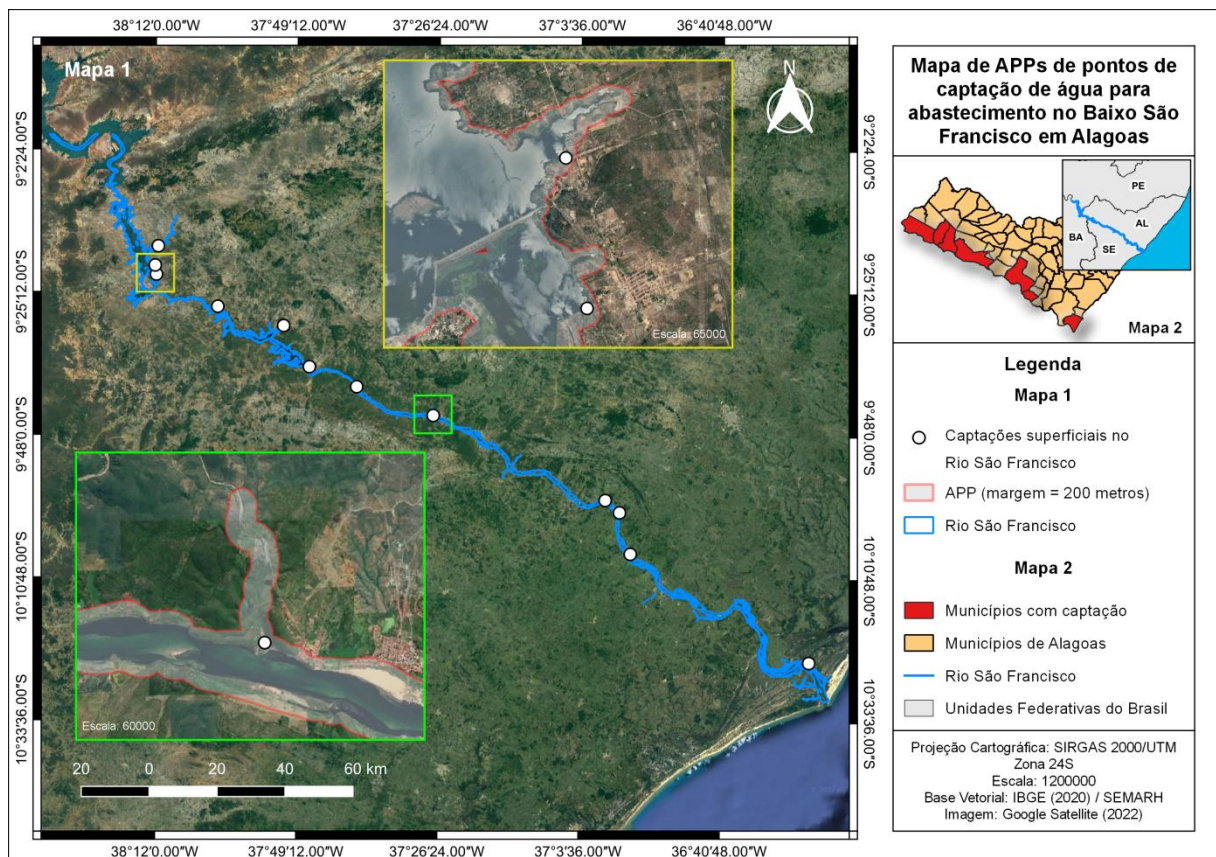 38°12'0.00"W 37°49'12.00"W 37°26'24.00"W 37°3'36.00"W 36°40'48.00"W
Mapa 1
N
9°2'24.00"S
9°25'12.00"S
9°48'0.00"S
10°10'48.00"S
10°33'36.00"S
Escala: 65000
Escala: 60000
9°2'24.00"S
9°25'12.00"S
9°48'0.00"S
10°10'48.00"S
10°33'36.00"S
20 0 20 40 60 km
38°12'0.00"W 37°49'12.00"W 37°26'24.00"W 37°3'36.00"W 36°40'48.00"W
Mapa de APPs de pontos de
captação de água para
abastecimento no Baixo São
Francisco em Alagoas
PE
AL
BA
SE
Mapa 2
Legenda
Mapa 1
Captações superficiais no
Rio São Francisco
APP (margem = 200 metros)
Rio São Francisco
Mapa 2
Municípios com captação
Municípios de Alagoas
Rio São Francisco
Unidades Federativas do Brasil
Projeção Cartográfica: SIRGAS 2000/UTM
Zona 24S
Escala: 1200000
Base Vetorial: IBGE (2020) / SEMARH
Imagem: Google Satellite (2022)